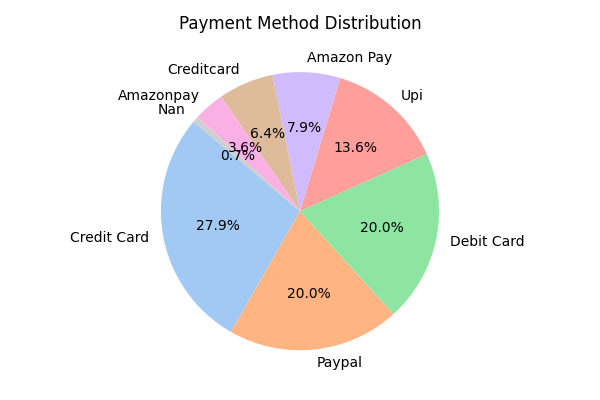 Payment Method Distribution
Amazon Pay
Creditcard
Upi
Amazonpay
Nan
7.9%
6.4%
3.6%
0.7%
13.6%
27.9%
20.0%
Credit Card
Debit Card
20.0%
Paypal